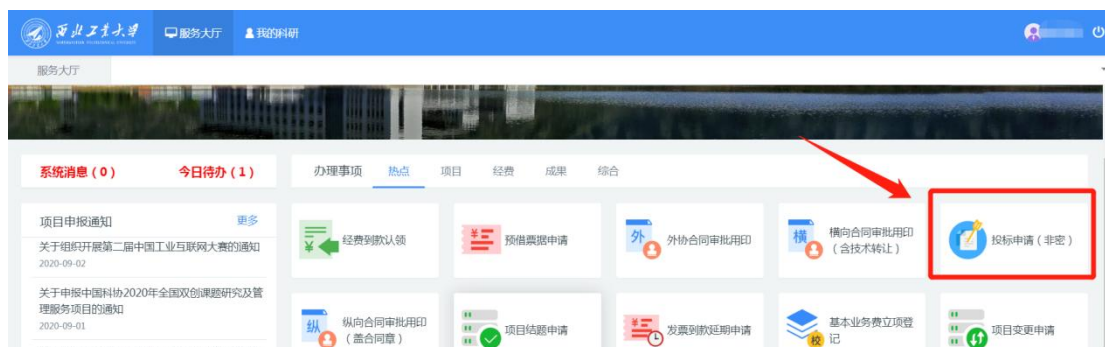 西北工业大学
服务大厅
我的科研
服务大厅
系统消息（0）
今日待办（1）
办理事项
热点
项目
经费
成果
综合
项目申报通知
更多
关于组织开展第二届中国工业互联网大赛的通知
2020-09-02
关于申报中国科协2020年全国双创课题研究及管
理服务项目的通知
2020-09-01
经费到款认领
预借票据申请
外
外协合同审批用印
横
横向合同审批用印
（含技术转让）
投标申请（非密）
纵
纵向合同审批用印
（盖合同章）
项目结题申请
发票到款延期申请
校
基本业务费立项登
记
项目变更申请